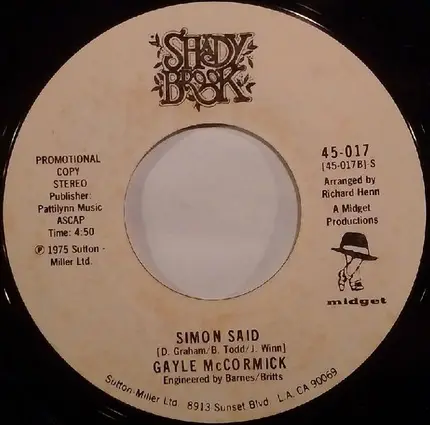 SHADY
BROOK
PROMOTIONAL
COPY
STEREO
Publisher:
Pattilynn Music
ASCAP
Time: 4:50
℗ 1975 Sutton -
Miller Ltd.
45-017
[45-017B] S
Arranged by
Richard Henn
A Midget
Productions
midget
SIMON SAID
[D. Graham/B. Todd/J. Winn]
GAYLE McCORMICK
Engineered by Barnes/Britts
Sutton-Miller Ltd. 8913 Sunset Blvd. L.A. CA 90069